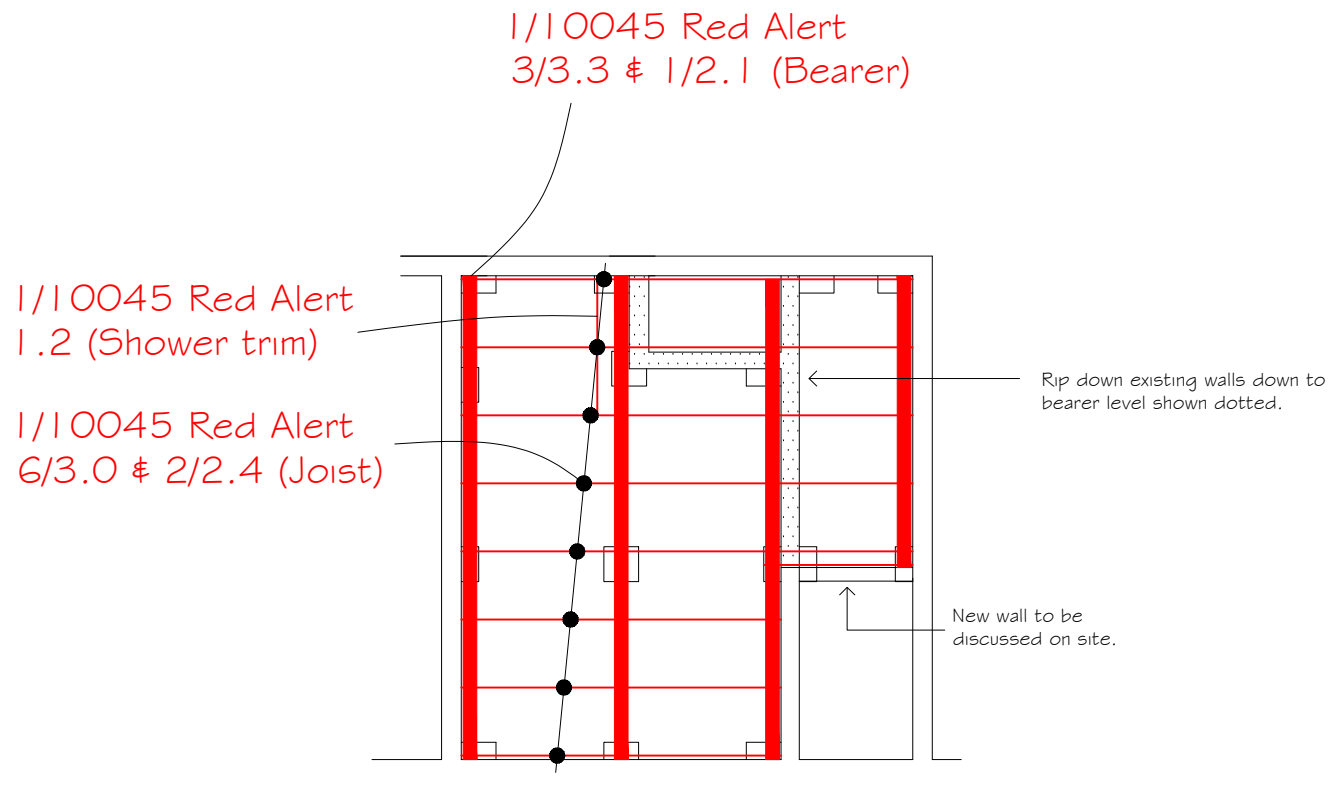 1/10045 Red Alert
3/3.3 & 1/2.1 (Bearer)
1/10045 Red Alert
1.2 (Shower trim)
1/10045 Red Alert
6/3.0 & 2/2.4 (Joist)
Rip down existing walls down to
bearer level shown dotted.
New wall to be
discussed on site.